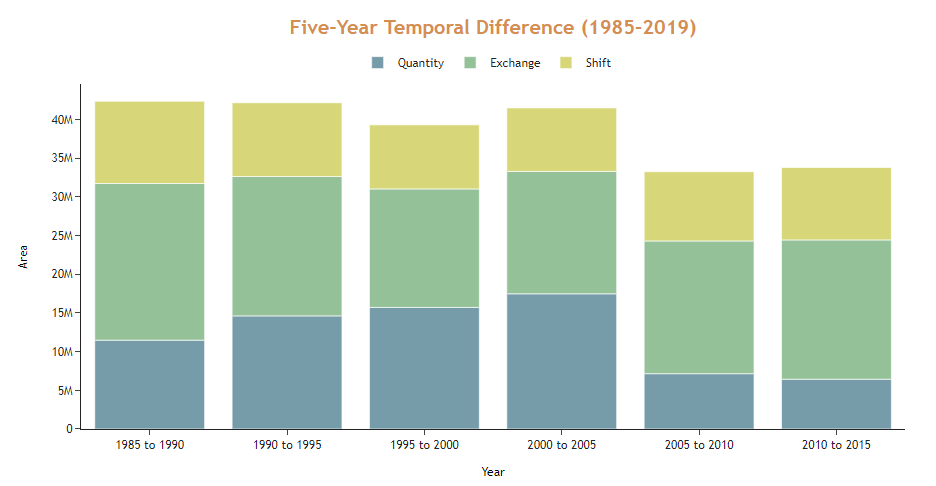 Five-Year Temporal Difference (1985-2019)
Quantity Exchange Shift
40M
35M
30M
25M
20M
15M
10M
5M
0
Area
1985 to 1990 1990 to 1995 1995 to 2000 2000 to 2005 2005 to 2010 2010 to 2015
Year